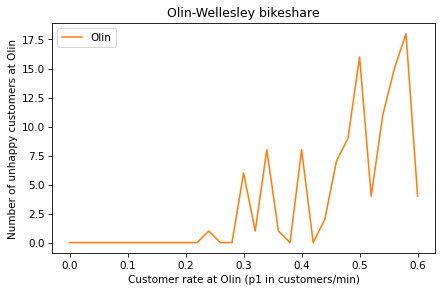 Olin-Wellesley bikeshare
Olin
Number of unhappy customers at Olin
17.5
15.0
12.5
10.0
7.5
5.0
2.5
0.0
0.0 0.1 0.2 0.3 0.4 0.5 0.6
Customer rate at Olin (p1 in customers/min)